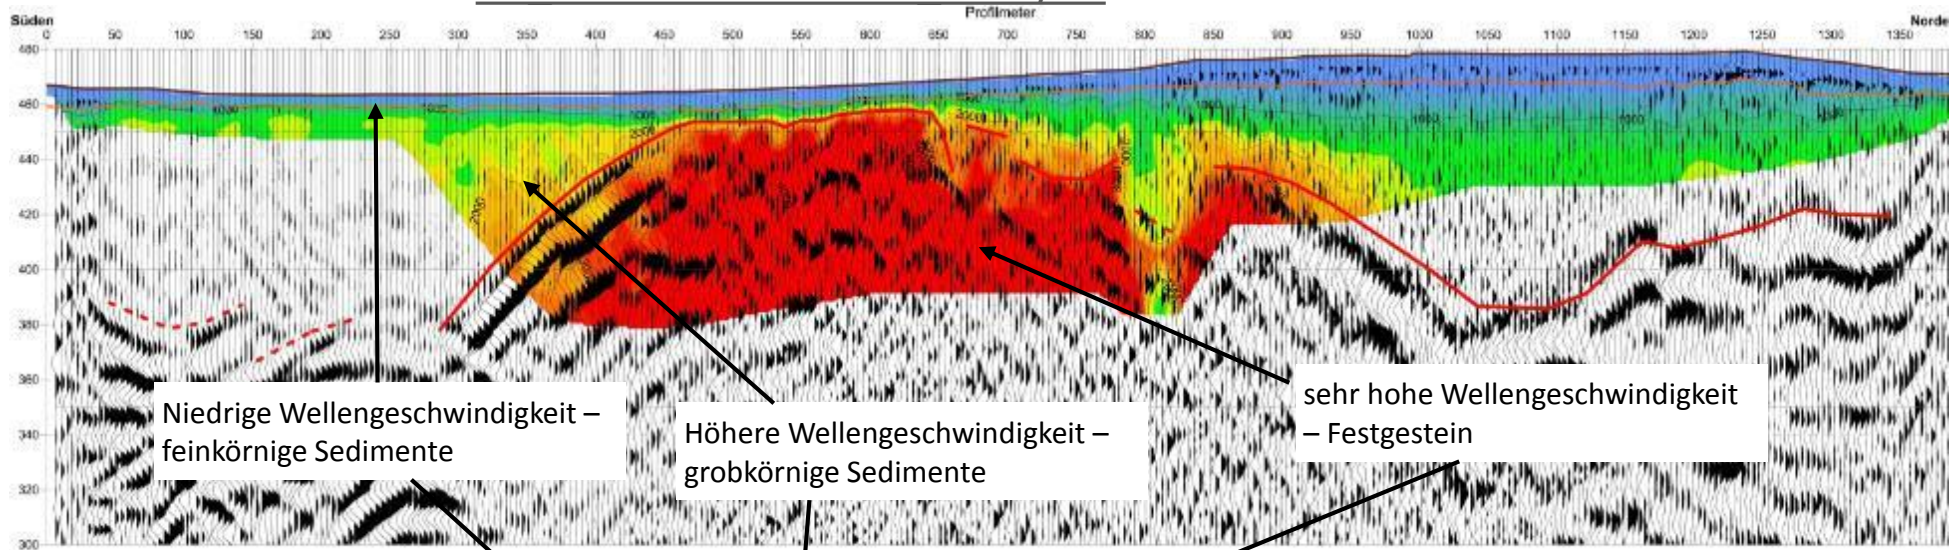 Profilmeter
Süden
Norde
0 50 100 150 200 250 300 350 400 450 500 550 600 650 700 750 800 850 900 950 1000 1050 1100 1150 1200 1250 1300 1350
480
460
440
420
400
380
360
340
320
300
2000
Niedrige Wellengeschwindigkeit –
feinkörnige Sedimente
Höhere Wellengeschwindigkeit –
grobkörnige Sedimente
sehr hohe Wellengeschwindigkeit
– Festgestein